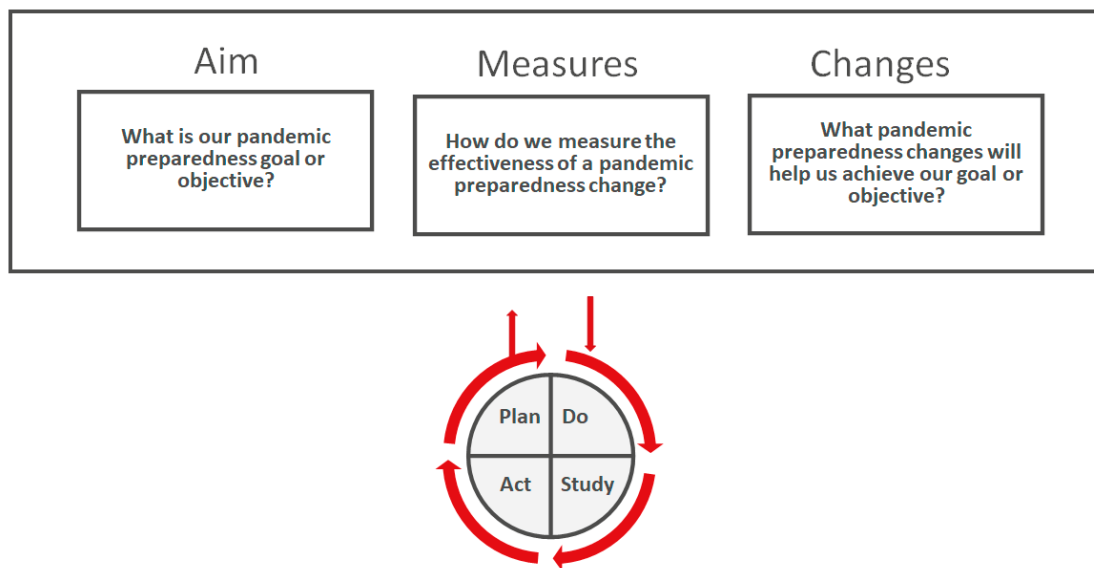 Aim
Measures
Changes
What is our pandemic
preparedness goal or
objective?
How do we measure the
effectiveness of a pandemic
preparedness change?
What pandemic
preparedness changes will
help us achieve our goal or
objective?
Plan
Do
Act
Study